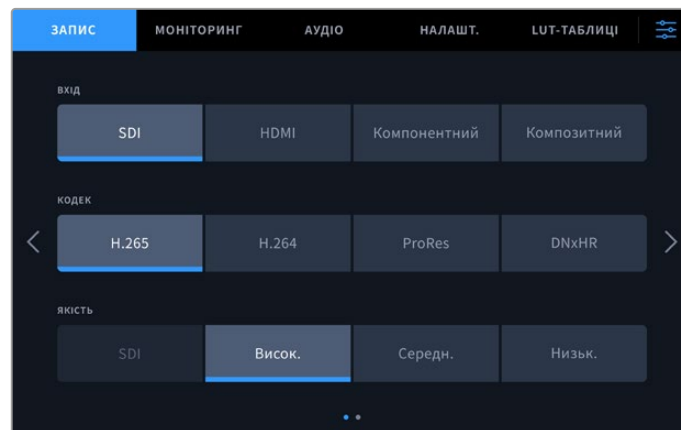 ЗАПИС МОНІТОРИНГ АУДІО НАЛАШТ. LUT-ТАБЛИЦІ
ВХІД
SDI HDMI Компонентний Композитний
КОДЕК
H.265 H.264 ProRes DNxHR
ЯКІСТЬ
SDI Висок. Середн. Низьк.